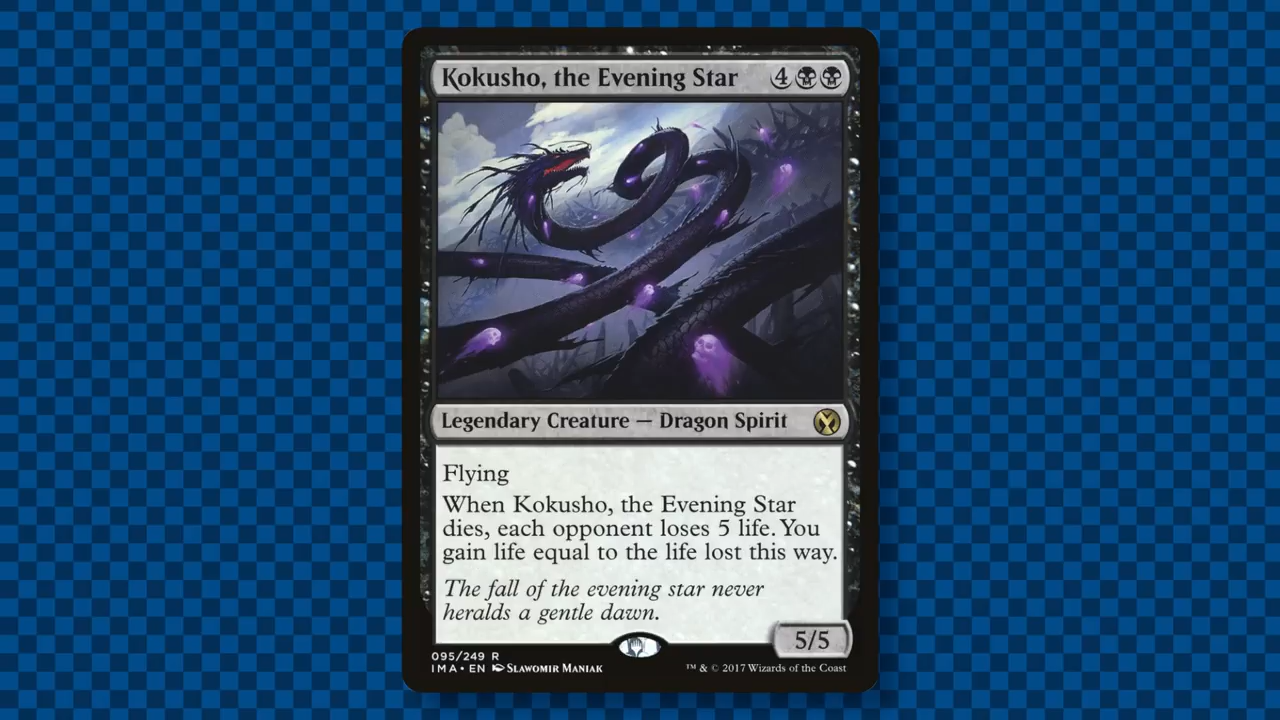 Kokusho, the Evening Star 4
Legendary Creature — Dragon Spirit
Flying
When Kokusho, the Evening Star
dies, each opponent loses 5 life. You
gain life equal to the life lost this way.
The fall of the evening star never
heralds a gentle dawn.
5/5
095/249 R
IMA • EN Slawomir Maniak
™ & © 2017 Wizards of the Coast